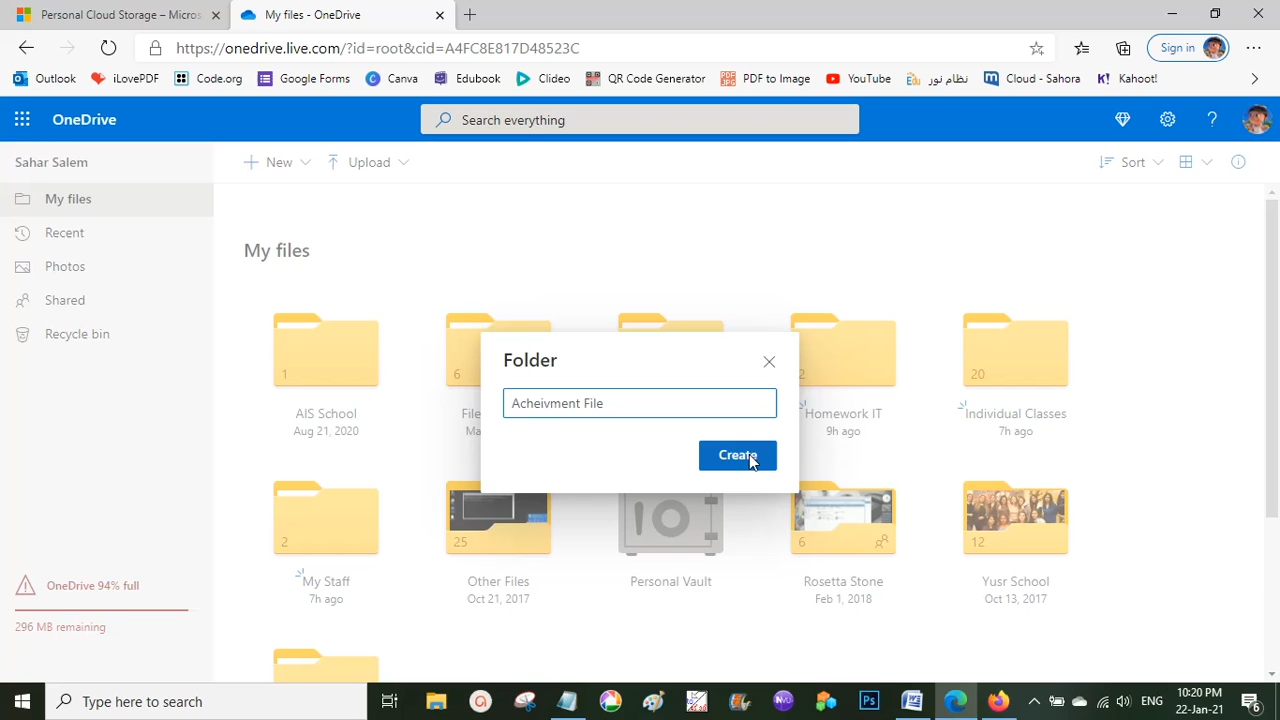 Personal Cloud Storage – Micros
My files - OneDrive
https://onedrive.live.com/?id=root&cid=A4FC8E817D48523C
Sign in
Outlook
iLovePDF
Code.org
Google Forms
Canva
Edubook
Clideo
QR Code Generator
PDF to Image
YouTube
نظام نور
Cloud - Sahora
Kahoot!
OneDrive
Search everything
Sahar Salem
New
Upload
Sort
My files
Recent
Photos
Shared
Recycle bin
My files
Folder
Acheivment File
Create
1
6
2
20
AIS School
File
Homework IT
Individual Classes
Aug 21, 2020
Ma
9h ago
7h ago
2
25
6
12
My Staff
Other Files
Personal Vault
Rosetta Stone
Yusr School
7h ago
Oct 21, 2017
Feb 1, 2018
Oct 13, 2017
OneDrive 94% full
296 MB remaining
Type here to search
ENG
10:20 PM
22-Jan-21
6